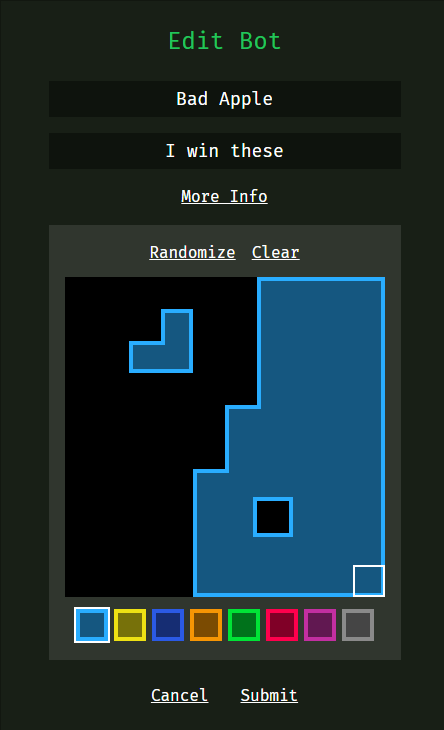 Edit Bot
Bad Apple
I win these
More Info
Randomize Clear
Cancel Submit